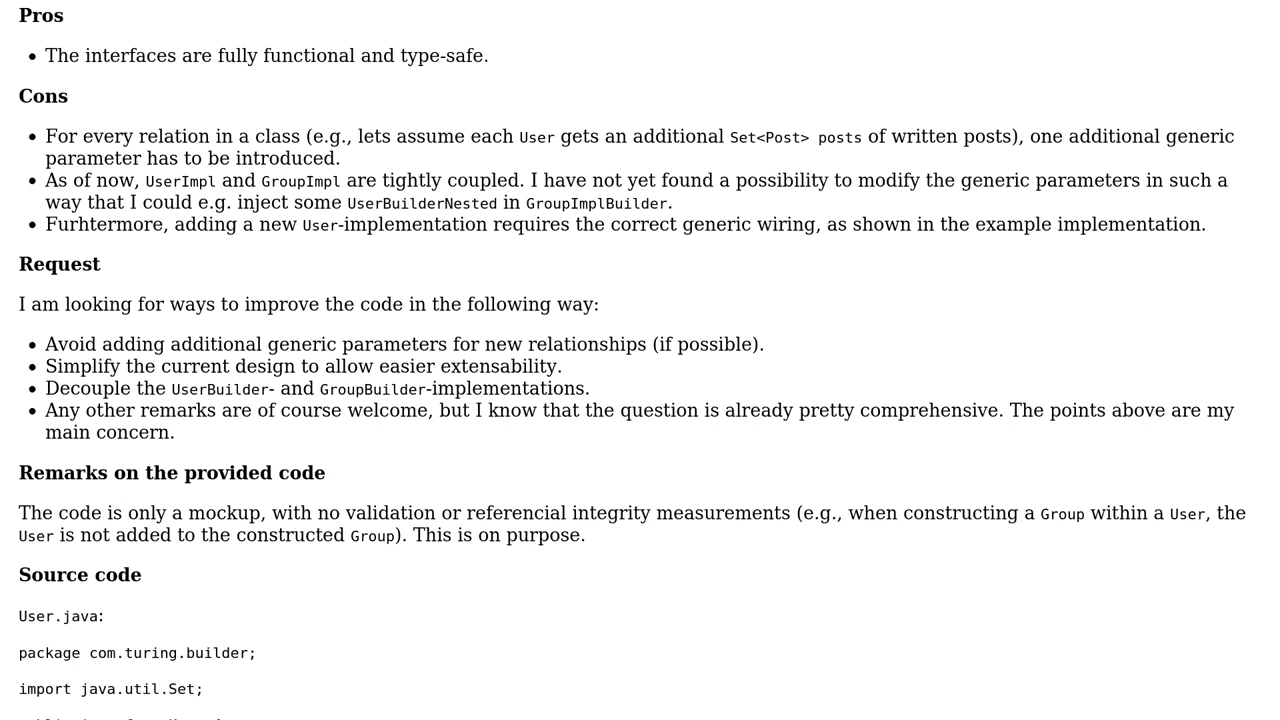 Pros
• The interfaces are fully functional and type-safe.
Cons
• For every relation in a class (e.g., lets assume each User gets an additional Set<Post> posts of written posts), one additional generic
parameter has to be introduced.
• As of now, UserImpl and GroupImpl are tightly coupled. I have not yet found a possibility to modify the generic parameters in such a
way that I could e.g. inject some UserBuilderNested in GroupImplBuilder.
• Furhtermore, adding a new User-implementation requires the correct generic wiring, as shown in the example implementation.
Request
I am looking for ways to improve the code in the following way:
• Avoid adding additional generic parameters for new relationships (if possible).
• Simplify the current design to allow easier extensability.
• Decouple the UserBuilder- and GroupBuilder-implementations.
• Any other remarks are of course welcome, but I know that the question is already pretty comprehensive. The points above are my
main concern.
Remarks on the provided code
The code is only a mockup, with no validation or referencial integrity measurements (e.g., when constructing a Group within a User, the
User is not added to the constructed Group). This is on purpose.
Source code
User.java:
package com.turing.builder;
import java.util.Set;